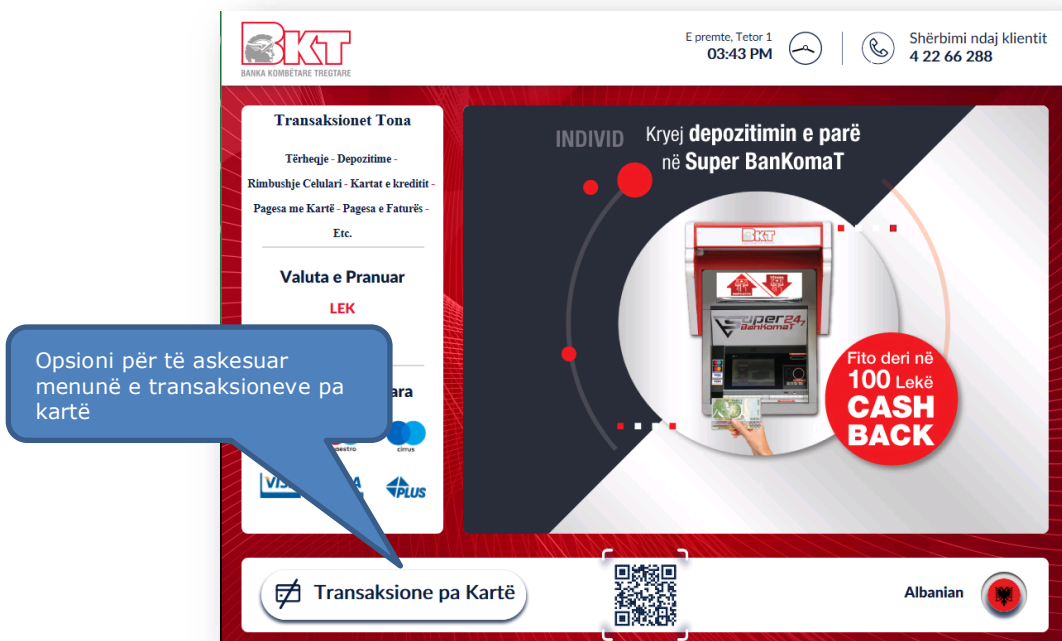 BKT
BANKA KOMBËTARE TREGTARE
E premte, Tetor 1
03:43 PM
Shërbimi ndaj klientit
4 22 66 288
Transaksionet Tona
Tërheqje - Depozitime -
Rimbushje Celulari - Kartat e kreditit -
Pagesa me Kartë - Pagesa e Faturës -
Etc.
Valuta e Pranuar
LEK
INDIVID
Kryej depozitimin e parë
në Super BanKomaT
BKT
Super 24/7
BanKomaT
Fito deri në
100 Lekë
CASH
BACK
Opsioni për të askesuar
menunë e transaksioneve pa
kartë
cirrus
PLUS
Transaksione pa Kartë
Albanian